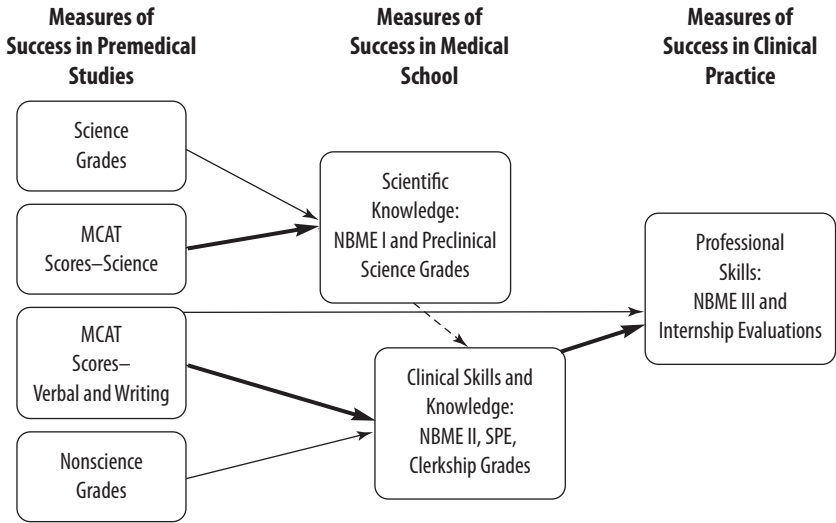 Measures of
Success in Premedical
Studies
Measures of
Success in Medical
School
Measures of
Success in Clinical
Practice
Science
Grades
MCAT
Scores–Science
MCAT
Scores–
Verbal and Writing
Nonscience
Grades
Scientific
Knowledge:
NBME I and Preclinical
Science Grades
Clinical Skills and
Knowledge:
NBME II, SPE,
Clerkship Grades
Professional
Skills:
NBME III and
Internship Evaluations